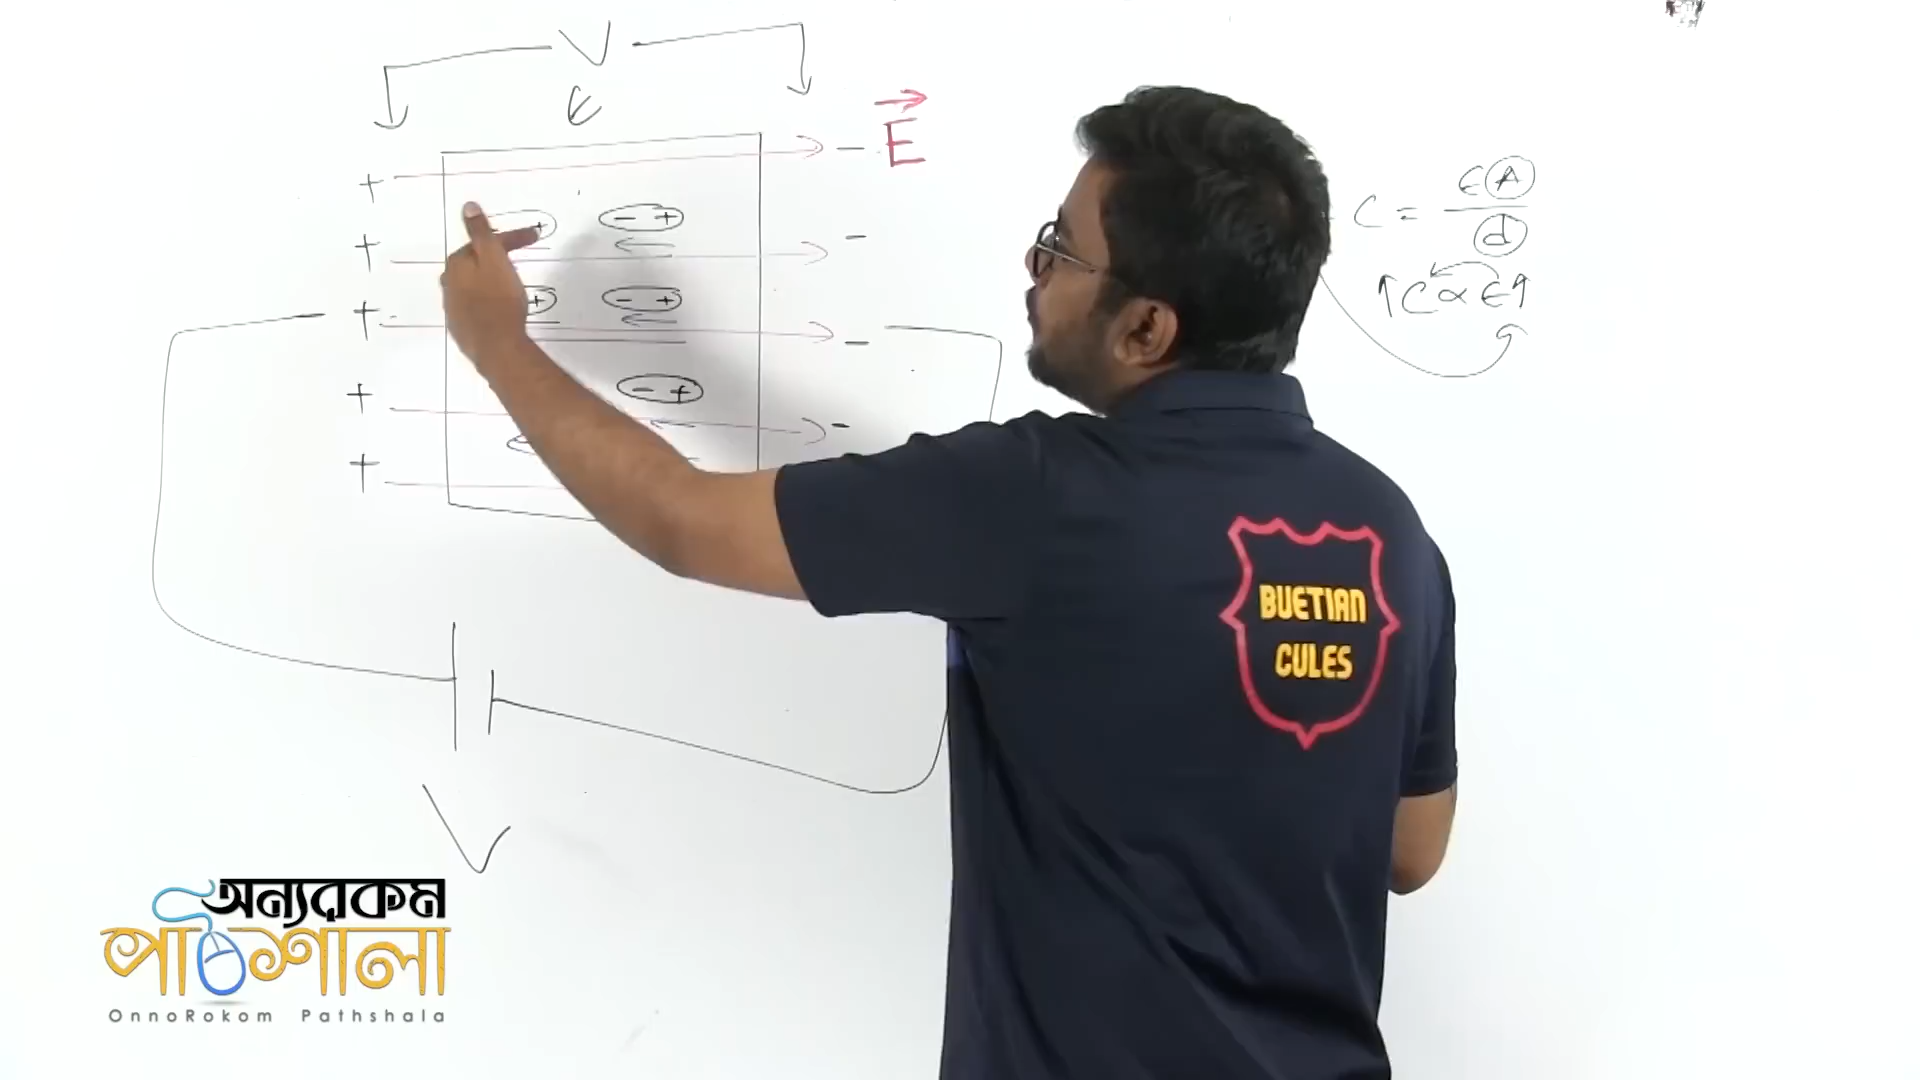 V
ε
E
+ -
- +
+ -
+
- +
+ -
+
- +
+ -
- +
+
V
C = εA/d
↑C∝ε↑
BUETIAN
CULES
অন্যরকম
পাঠশালা
OnnoRokom Pathshala